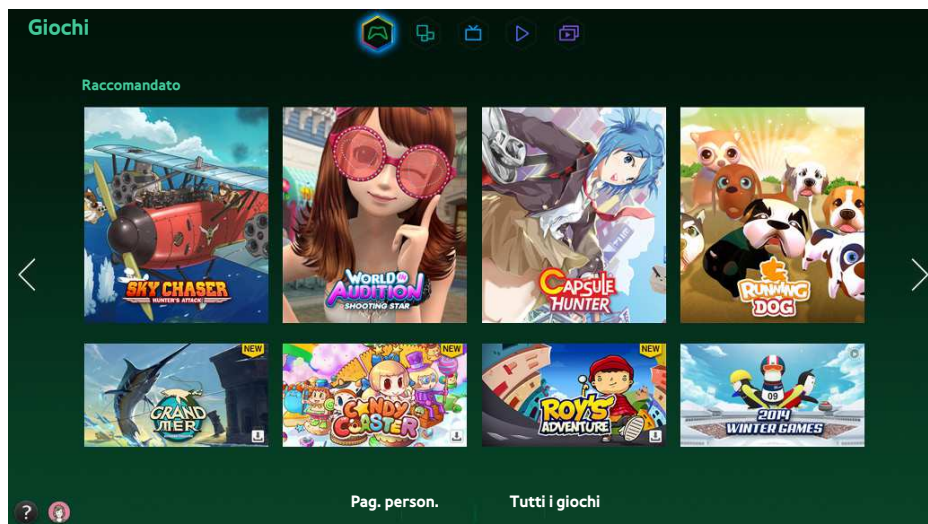 Giochi
Raccomandato
SKY CHASER
HUNTER'S ATTACK
WORLD IN
AUDITION
SHOOTING STAR
CAPSULE
HUNTER
RUNNING
DOG
NEW
GRAND
MER
NEW
CANDY
COASTER
NEW
ROY'S
ADVENTURE
09
2014
WINTER GAMES
Pag. person.
Tutti i giochi
?